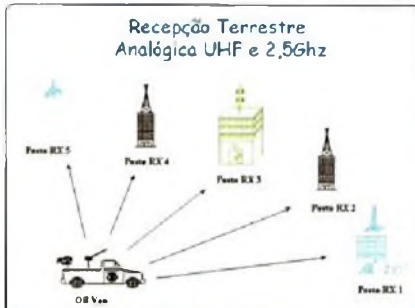 Recepção Terrestre
Analógica UHF e 2,5Ghz
Posto RX 5
Posto RX 4
Posto RX 3
Posto RX 2
Posto RX 1
OB Van